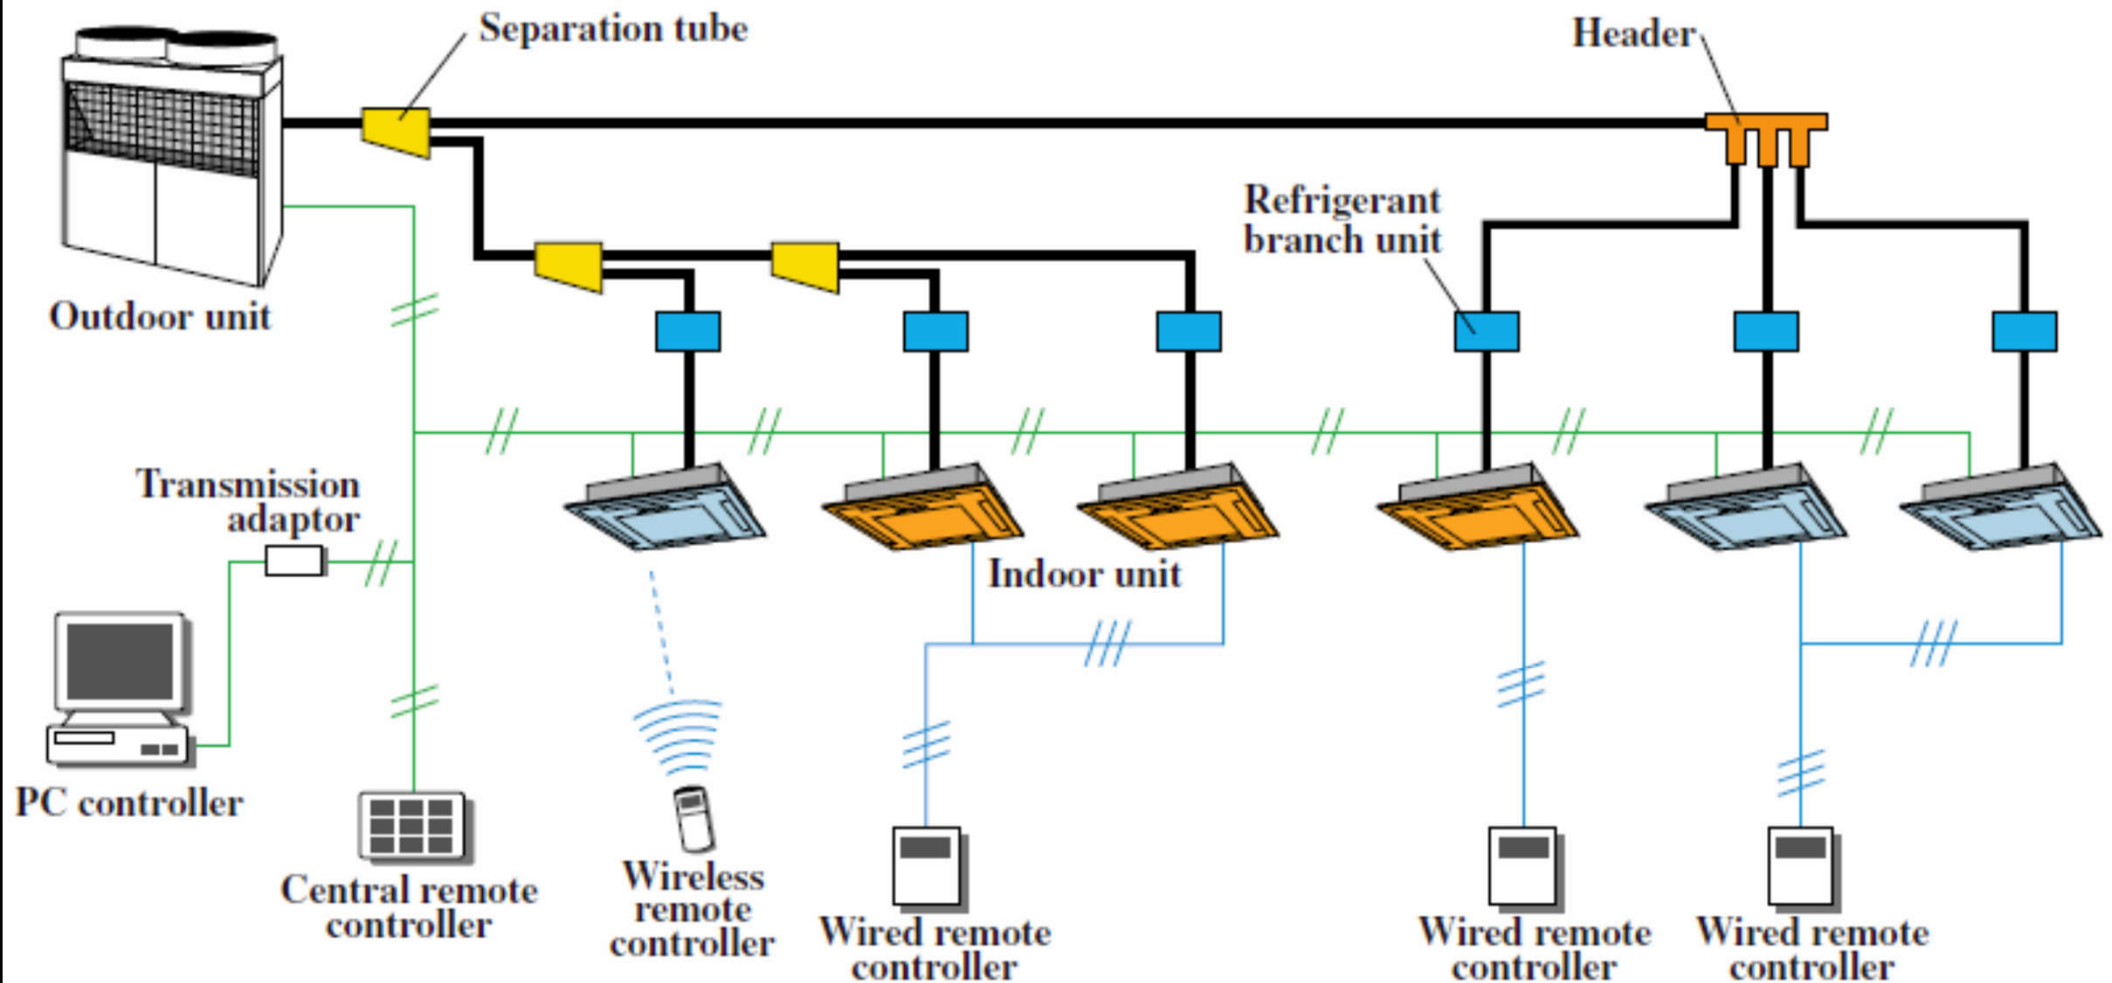 Separation tube
Header
Refrigerant
branch unit
Outdoor unit
Transmission
adaptor
Indoor unit
PC controller
Central remote
controller
Wireless
remote
controller
Wired remote
controller
Wired remote
controller
Wired remote
controller